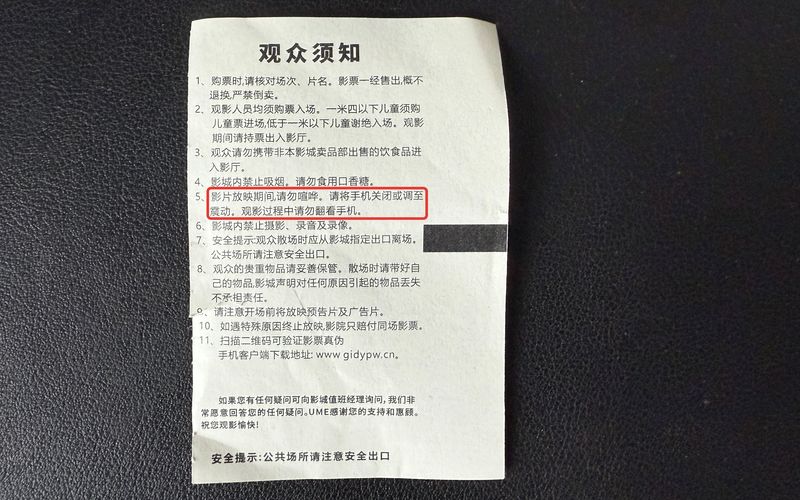 观众须知
1、购票时,请核对场次、片名。影票一经售出,概不
退换,严禁倒卖。
2、观影人员均须购票入场。一米四以下儿童须购
儿童票进场,低于一米以下儿童谢绝入场。观影
期间请持票出入影厅。
3、观众请勿携带非本影城卖品部出售的饮食品进
入影厅。
4、影城内禁止吸烟。请勿食用口香糖。
5、影片放映期间,请勿喧哗。请将手机关闭或调至
震动。观影过程中请勿翻看手机。
6、影城内禁止摄影、录音及录像。
7、安全提示:观众散场时应从影城指定出口离场。
公共场所请注意安全出口。
8、观众的贵重物品请妥善保管。散场时请带好自
己的物品,影城声明对任何原因引起的物品丢失
不承担责任。
9、请注意开场前将放映预告片及广告片。
10、如遇特殊原因终止放映,影院只赔付同场影票。
11、扫描二维码可验证影票真伪
手机客户端下载地址: www.gidypw.cn。
如果您有任何疑问可向影城值班经理询问,我们非
常愿意回答您的任何疑问。UME感谢您的支持和惠顾。
祝您观影愉快!
安全提示:公共场所请注意安全出口